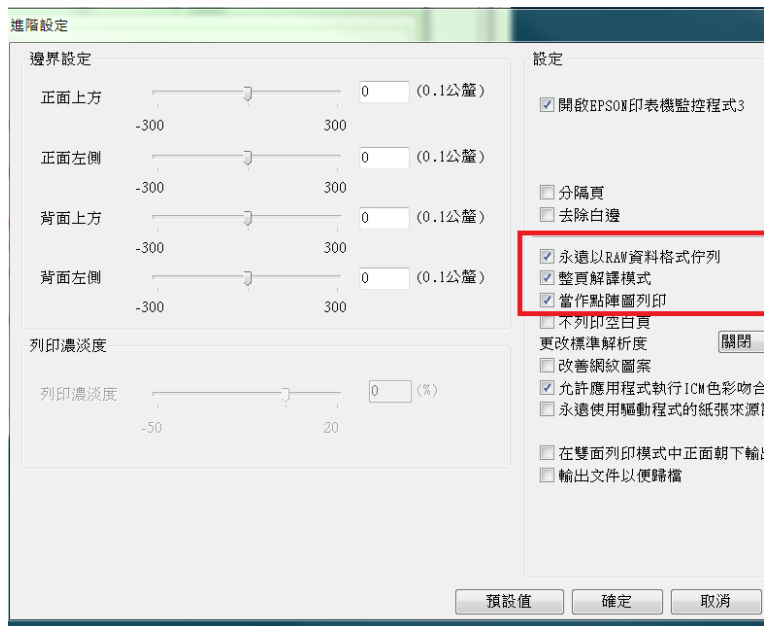 進階設定
邊界設定
正面上方 0 (0.1公釐)
-300 300
正面左側 0 (0.1公釐)
-300 300
背面上方 0 (0.1公釐)
-300 300
背面左側 0 (0.1公釐)
-300 300
列印濃淡度
列印濃淡度 0 (%)
-50 20
設定
開啟EPSON印表機監控程式3
分隔頁
去除白邊
永遠以RAW資料格式佇列
整頁解譯模式
當作點陣圖列印
不列印空白頁
更改標準解析度 關閉
改善網紋圖案
允許應用程式執行ICM色彩吻合
永遠使用驅動程式的紙張來源
在雙面列印模式中正面朝下輸出
輸出文件以便歸檔
預設值 確定 取消